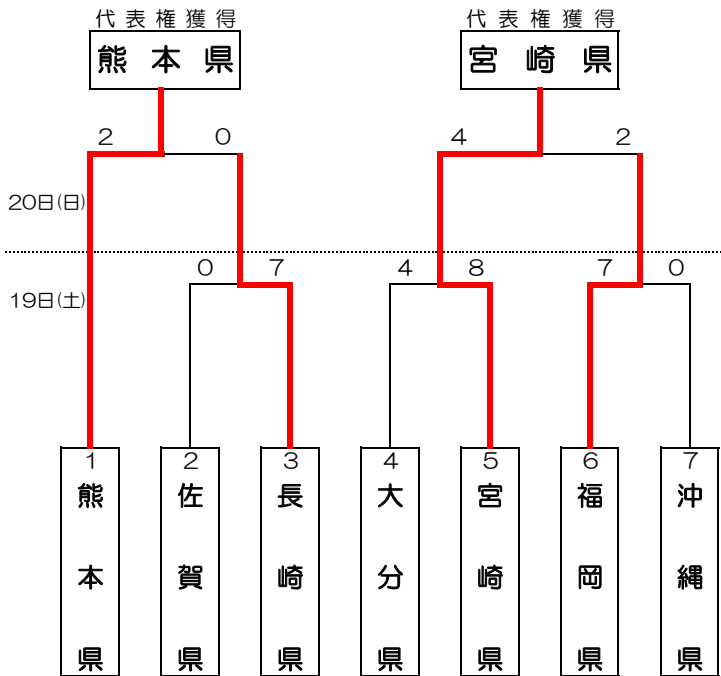 代表権獲得 代表権獲得
熊本県 宮崎県
2 0 4 2
20日(日)
0 7 4 8 7 0
19日(土)
1 2 3 4 5 6 7
熊本県
佐賀県
長崎県
大分県
宮崎県
福岡県
沖縄県